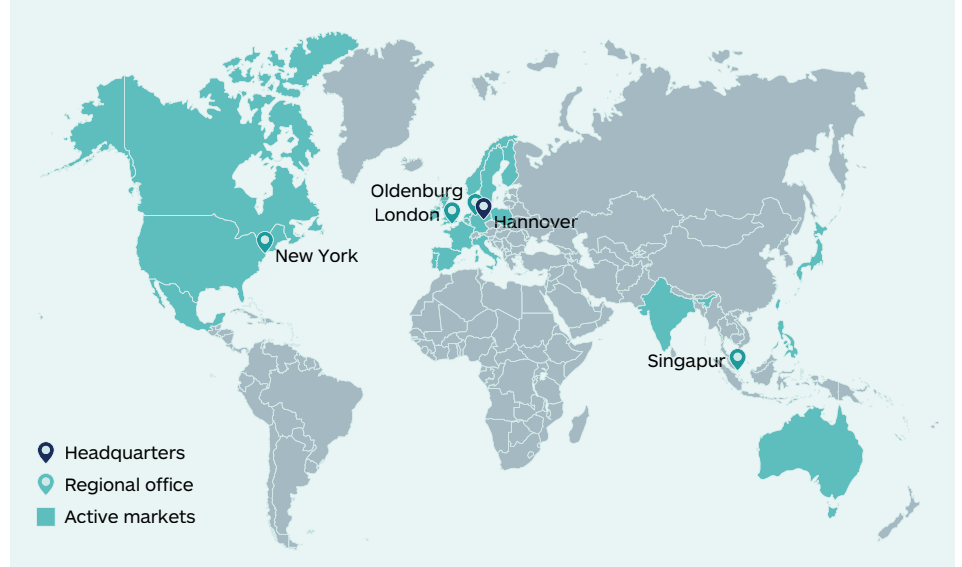 Oldenburg
London
Hannover
New York
Singapur
Headquarters
Regional office
Active markets